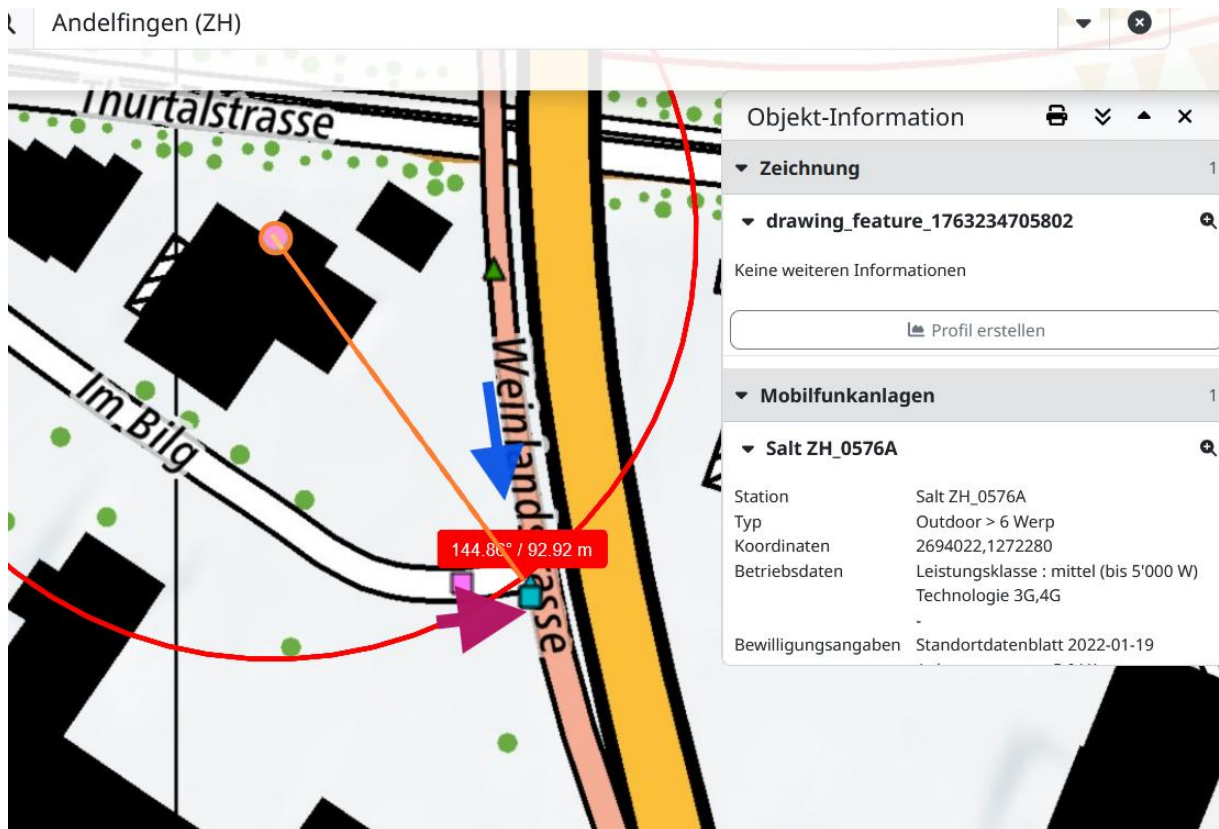 Andelfingen (ZH)
Thurtalstrasse
Objekt-Information
Zeichnung 1
drawing_feature_1763234705802
Keine weiteren Informationen
Profil erstellen
Im Bilg
Weinlandstrasse
Mobilfunkanlagen 1
Salt ZH_0576A
Station Salt ZH_0576A
Typ Outdoor > 6 Werp
144.86° / 92.92 m
Koordinaten 2694022,1272280
Betriebsdaten Leistungsklasse : mittel (bis 5'000 W)
Technologie 3G,4G
-
Bewilligungsangaben Standortdatenblatt 2022-01-19